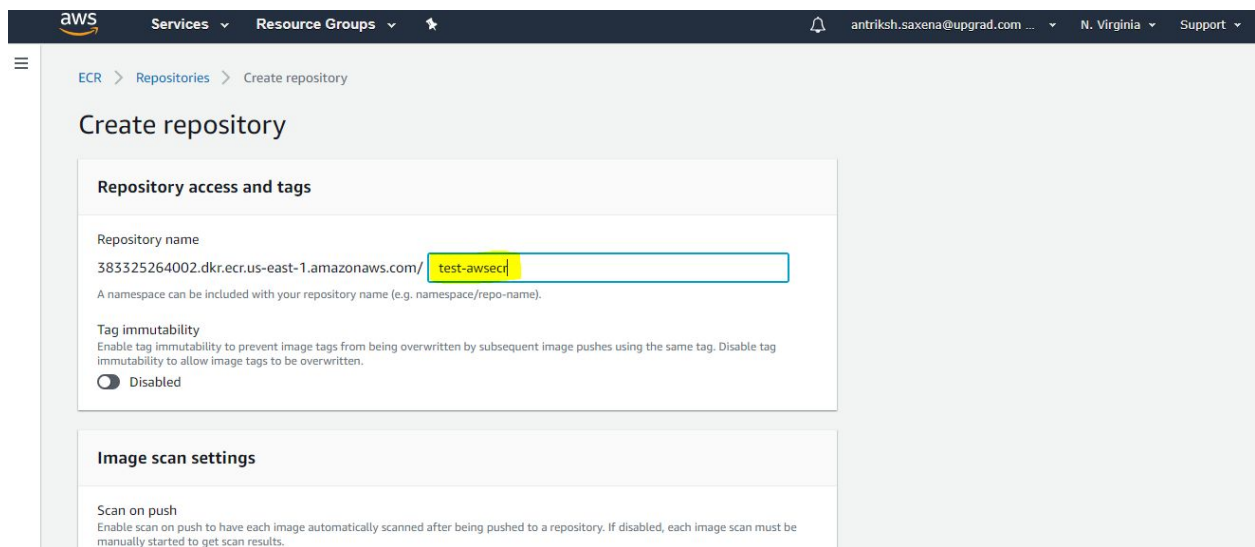 aws Services Resource Groups antriksh.saxena@upgrad.com ... N. Virginia Support
ECR > Repositories > Create repository
Create repository
Repository access and tags
Repository name
383325264002.dkr.ecr.us-east-1.amazonaws.com/ test-awsecr
A namespace can be included with your repository name (e.g. namespace/repo-name).
Tag immutability
Enable tag immutability to prevent image tags from being overwritten by subsequent image pushes using the same tag. Disable tag
immutability to allow image tags to be overwritten.
Disabled
Image scan settings
Scan on push
Enable scan on push to have each image automatically scanned after being pushed to a repository. If disabled, each image scan must be
manually started to get scan results.